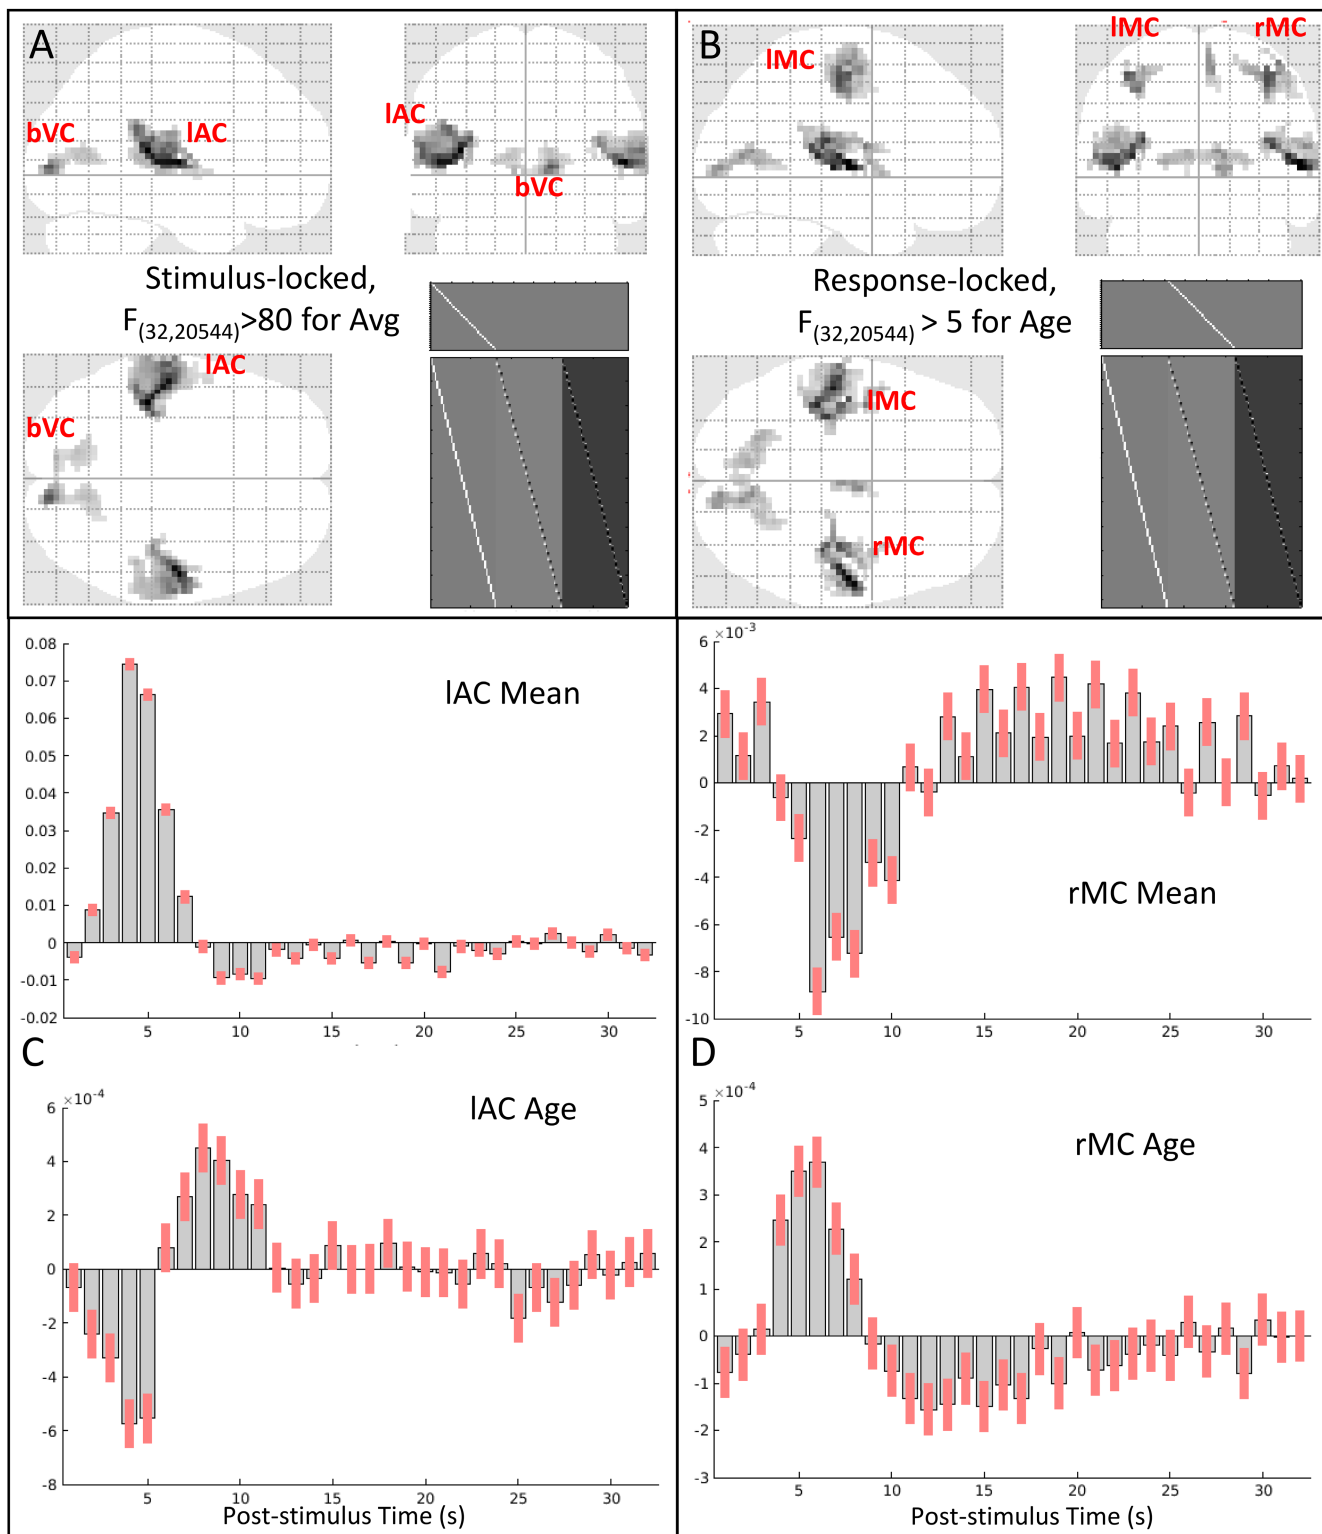 A
bVC
lAC
lAC
bVC
Stimulus-locked,
F(32,20544)>80 for Avg
lAC
bVC
B
lMC
lMC
rMC
Response-locked,
F(32,20544) > 5 for Age
lMC
rMC
0.08
0.07
0.06
0.05
0.04
0.03
0.02
0.01
0
-0.01
-0.02
5
10
15
20
25
30
lAC Mean
6
×10-3
4
2
0
-2
-4
-6
-8
-10
5
10
15
20
25
30
rMC Mean
C
×10-4
6
4
2
0
-2
-4
-6
-8
5
10
15
20
25
30
lAC Age
Post-stimulus Time (s)
D
×10-4
5
4
3
2
1
0
-1
-2
-3
5
10
15
20
25
30
rMC Age
Post-stimulus Time (s)